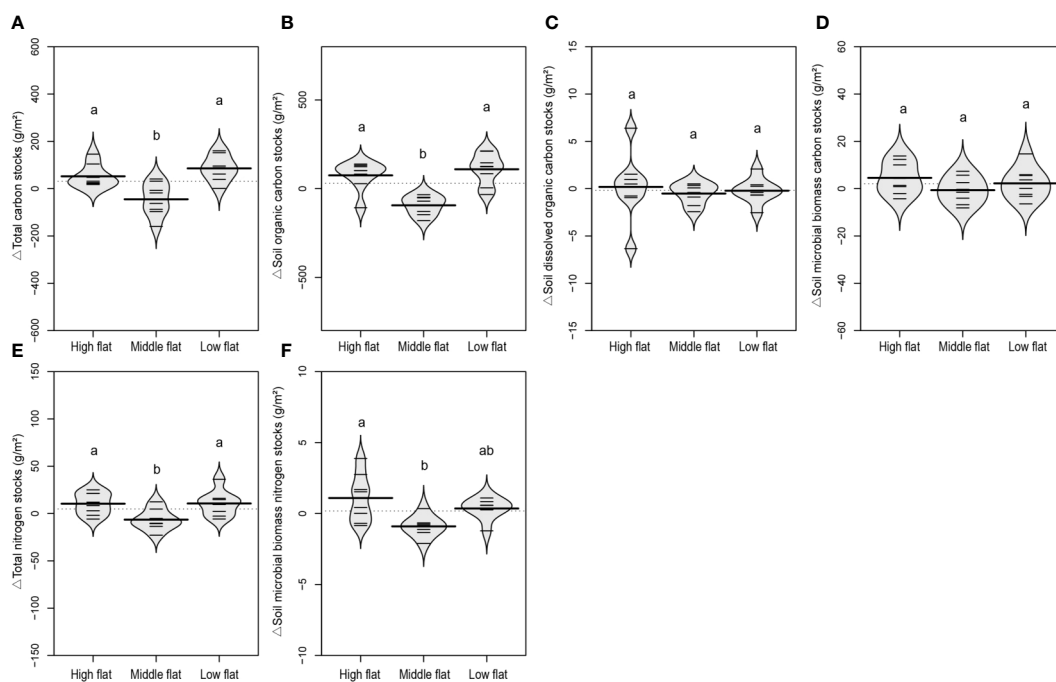 A
△Total carbon stocks (g/m²)
600
400
200
0
−200
−400
−600
a
b
a
High flat Middle flat Low flat
B
△Soil organic carbon stocks (g/m²)
500
0
−500
a
b
a
High flat Middle flat Low flat
C
△Soil dissolved organic carbon stocks (g/m²)
15
10
5
0
−5
−10
−15
a
a
a
High flat Middle flat Low flat
D
△Soil microbial biomass carbon stocks (g/m²)
60
40
20
0
−20
−40
−60
a
a
a
High flat Middle flat Low flat
E
△Total nitrogen stocks (g/m²)
150
100
50
0
−50
−100
−150
a
b
a
High flat Middle flat Low flat
F
△Soil microbial biomass nitrogen stocks (g/m²)
10
5
0
−5
−10
a
b
ab
High flat Middle flat Low flat